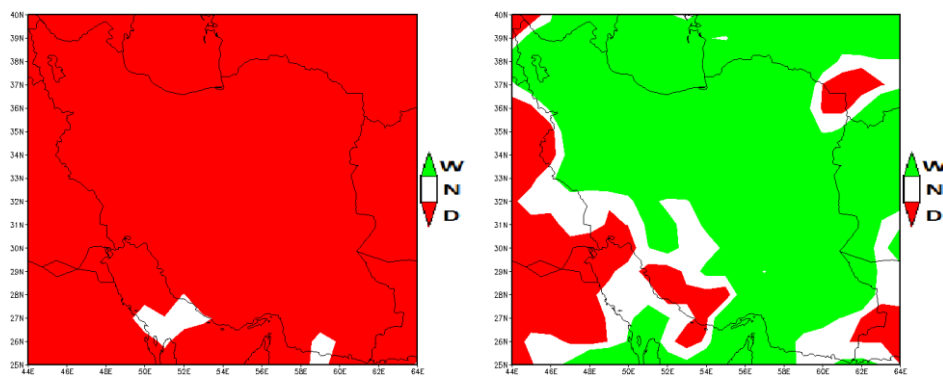 40N
39N
38N
37N
36N
35N
34N
33N
32N
31N
30N
29N
28N
27N
26N
25N
44E 46E 48E 50E 52E 54E 56E 58E 60E 62E 64E
W
N
D
40N
39N
38N
37N
36N
35N
34N
33N
32N
31N
30N
29N
28N
27N
26N
25N
44E 46E 48E 50E 52E 54E 56E 58E 60E 62E 64E
W
N
D